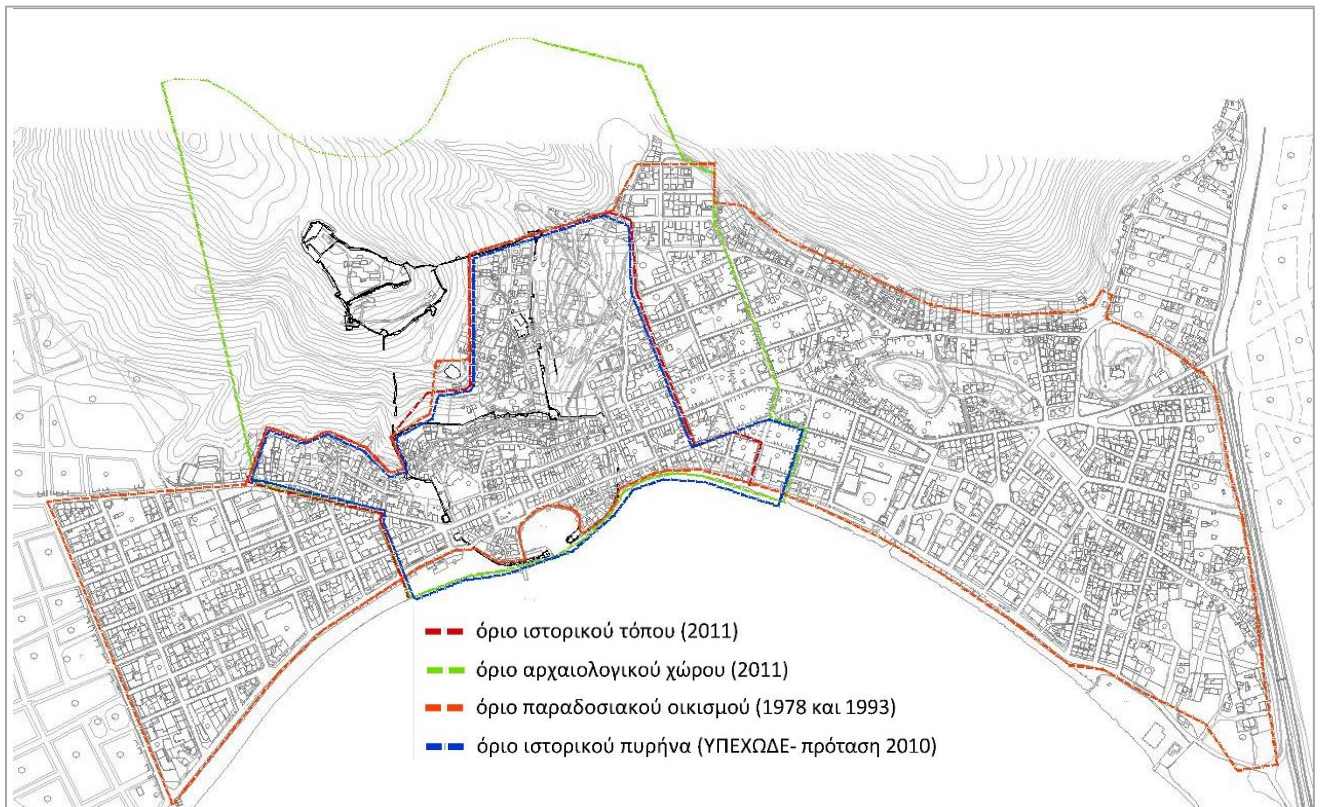 όριο ιστορικού τόπου (2011)
όριο αρχαιολογικού χώρου (2011)
όριο παραδοσιακού οικισμού (1978 και 1993)
όριο ιστορικού πυρήνα (ΥΠΕΧΩΔΕ- πρόταση 2010)